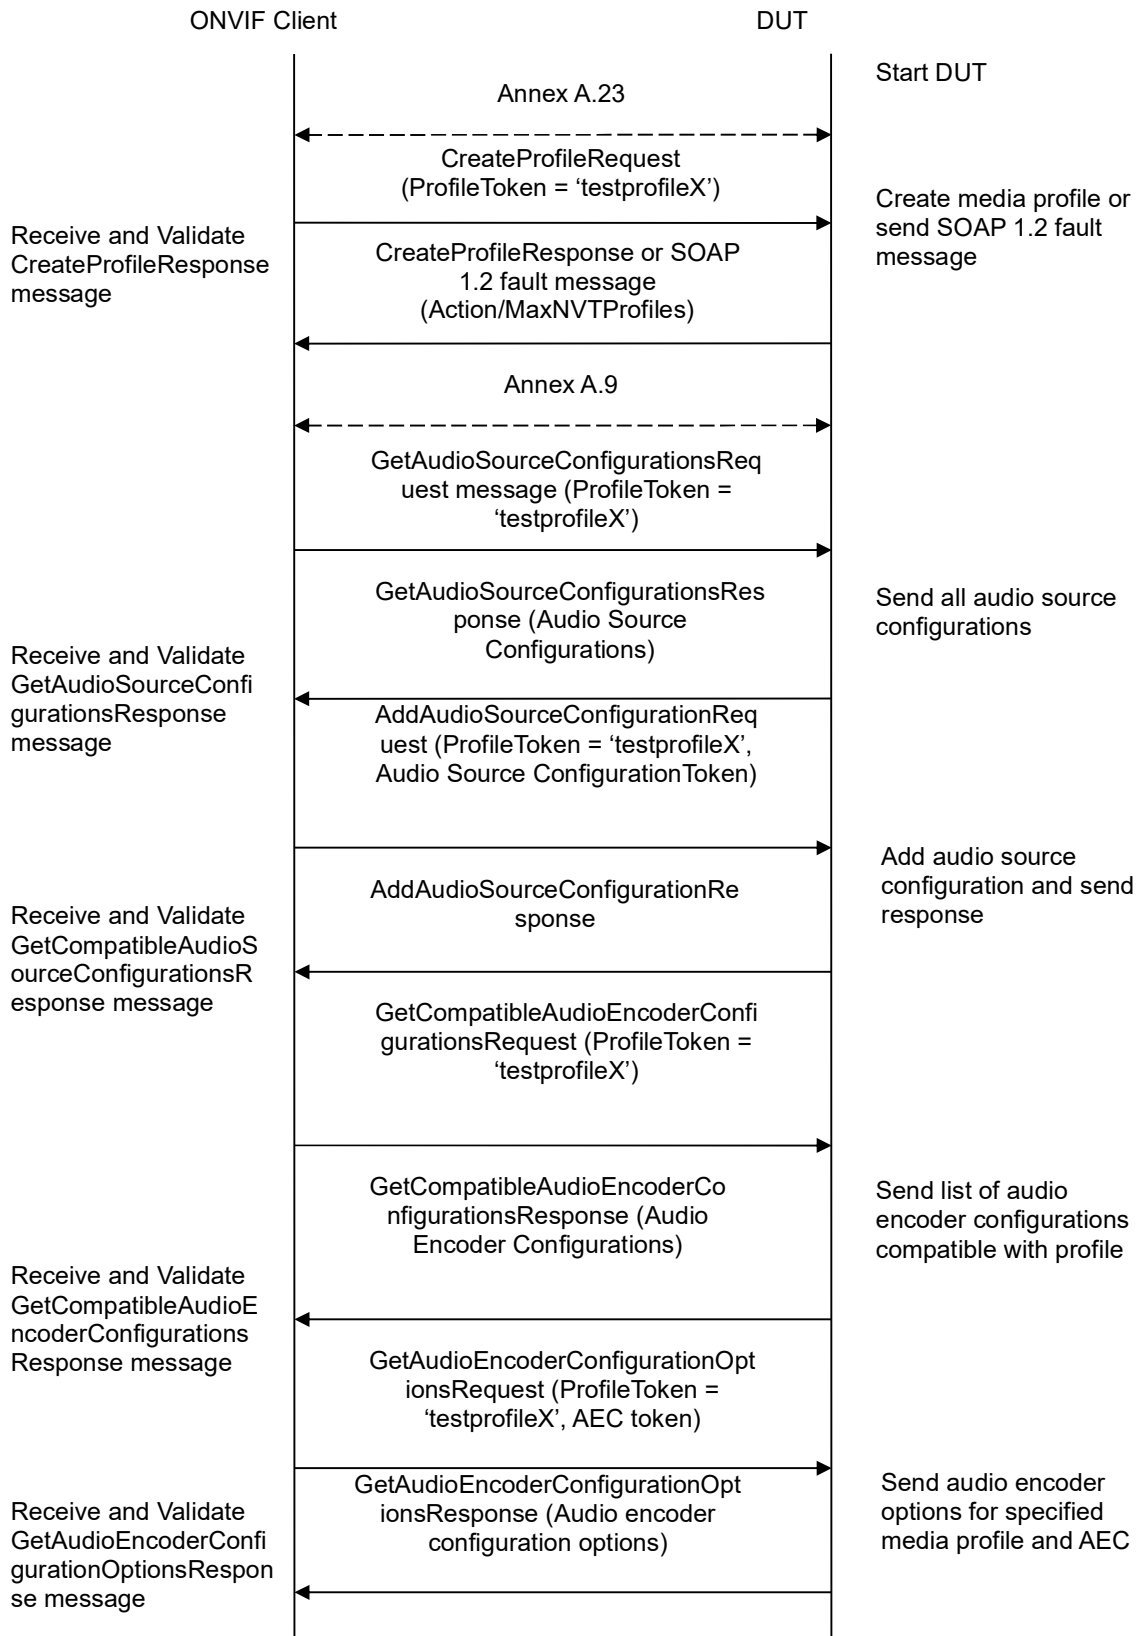 ONVIF Client
DUT
Start DUT
Annex A.23
CreateProfileRequest
(ProfileToken = ‘testprofileX’)
Create media profile or
send SOAP 1.2 fault
message
Receive and Validate
CreateProfileResponse
message
CreateProfileResponse or SOAP
1.2 fault message
(Action/MaxNVTProfiles)
Annex A.9
GetAudioSourceConfigurationsReq
uest message (ProfileToken =
‘testprofileX’)
GetAudioSourceConfigurationsRes
ponse (Audio Source
Configurations)
Send all audio source
configurations
Receive and Validate
GetAudioSourceConfi
gurationsResponse
message
AddAudioSourceConfigurationReq
uest (ProfileToken = ‘testprofileX’,
Audio Source ConfigurationToken)
Add audio source
configuration and send
response
AddAudioSourceConfigurationRe
sponse
Receive and Validate
GetCompatibleAudioS
ourceConfigurationsR
esponse message
GetCompatibleAudioEncoderConfi
gurationsRequest (ProfileToken =
‘testprofileX’)
GetCompatibleAudioEncoderCo
nfigurationsResponse (Audio
Encoder Configurations)
Send list of audio
encoder configurations
compatible with profile
Receive and Validate
GetCompatibleAudioE
ncoderConfigurations
Response message
GetAudioEncoderConfigurationOpt
ionsRequest (ProfileToken =
‘testprofileX’, AEC token)
GetAudioEncoderConfigurationOpt
ionsResponse (Audio encoder
configuration options)
Send audio encoder
options for specified
media profile and AEC
Receive and Validate
GetAudioEncoderConfi
gurationOptionsRespon
se message